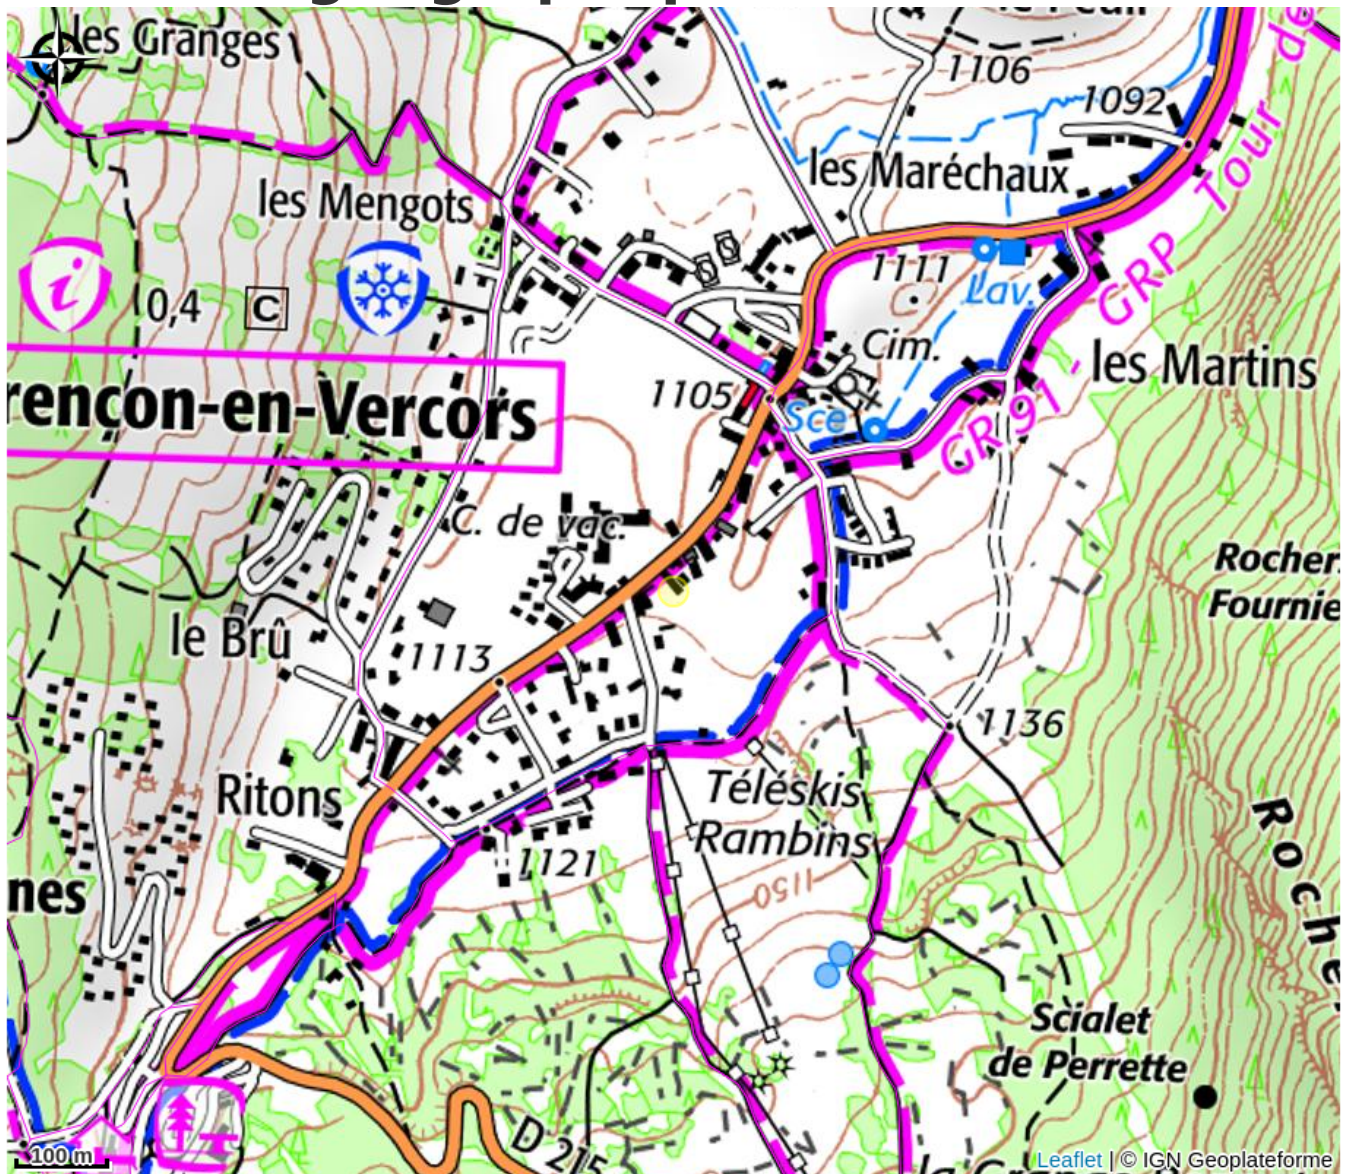 les Granges
1106
1092
Tour de
les Maréchaux
les Mengots
1111
Lav.
GRP
0,4
C
i
C.
Cim.
les Martins
rençon-en-Vercors
1105
Sce
GR 91 -
C. de vac.
Rocher
Fournie
le Brû
1113
1136
Ritons
Téléskis
Rambins
Roche
1121
1150
nes
Scialet
de Perrette
D 215
100 m
Leaflet | © IGN Geoplateforme